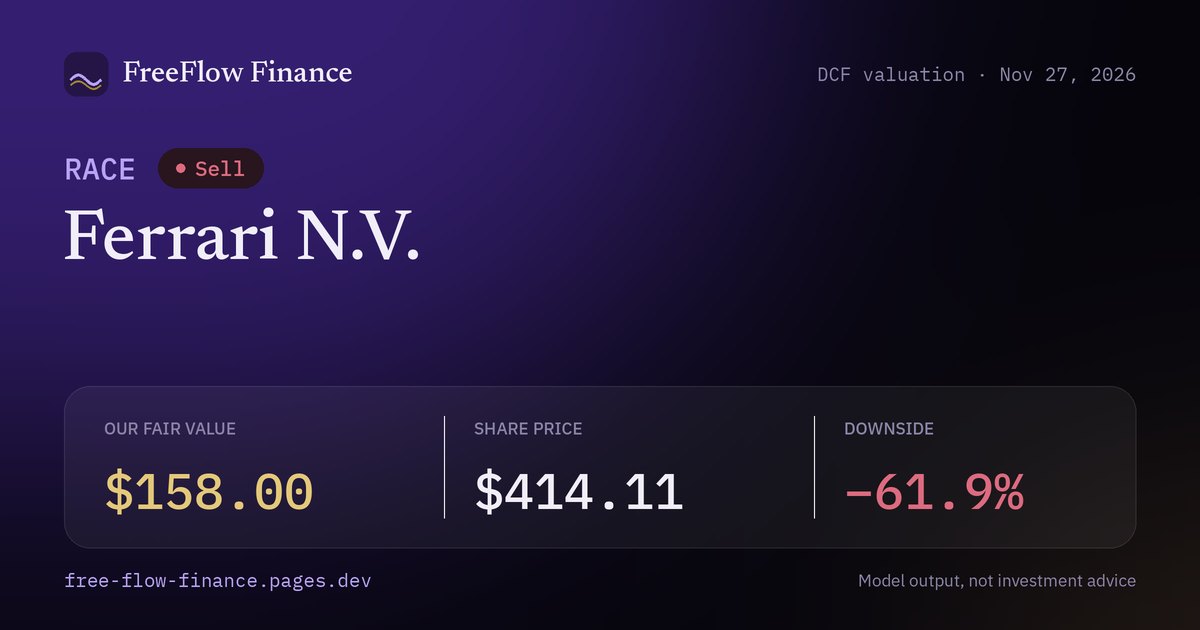 FreeFlow Finance
DCF valuation · Nov 27, 2026
RACE
Sell
Ferrari N.V.
OUR FAIR VALUE
$158.00
SHARE PRICE
$414.11
DOWNSIDE
−61.9%
free-flow-finance.pages.dev
Model output, not investment advice